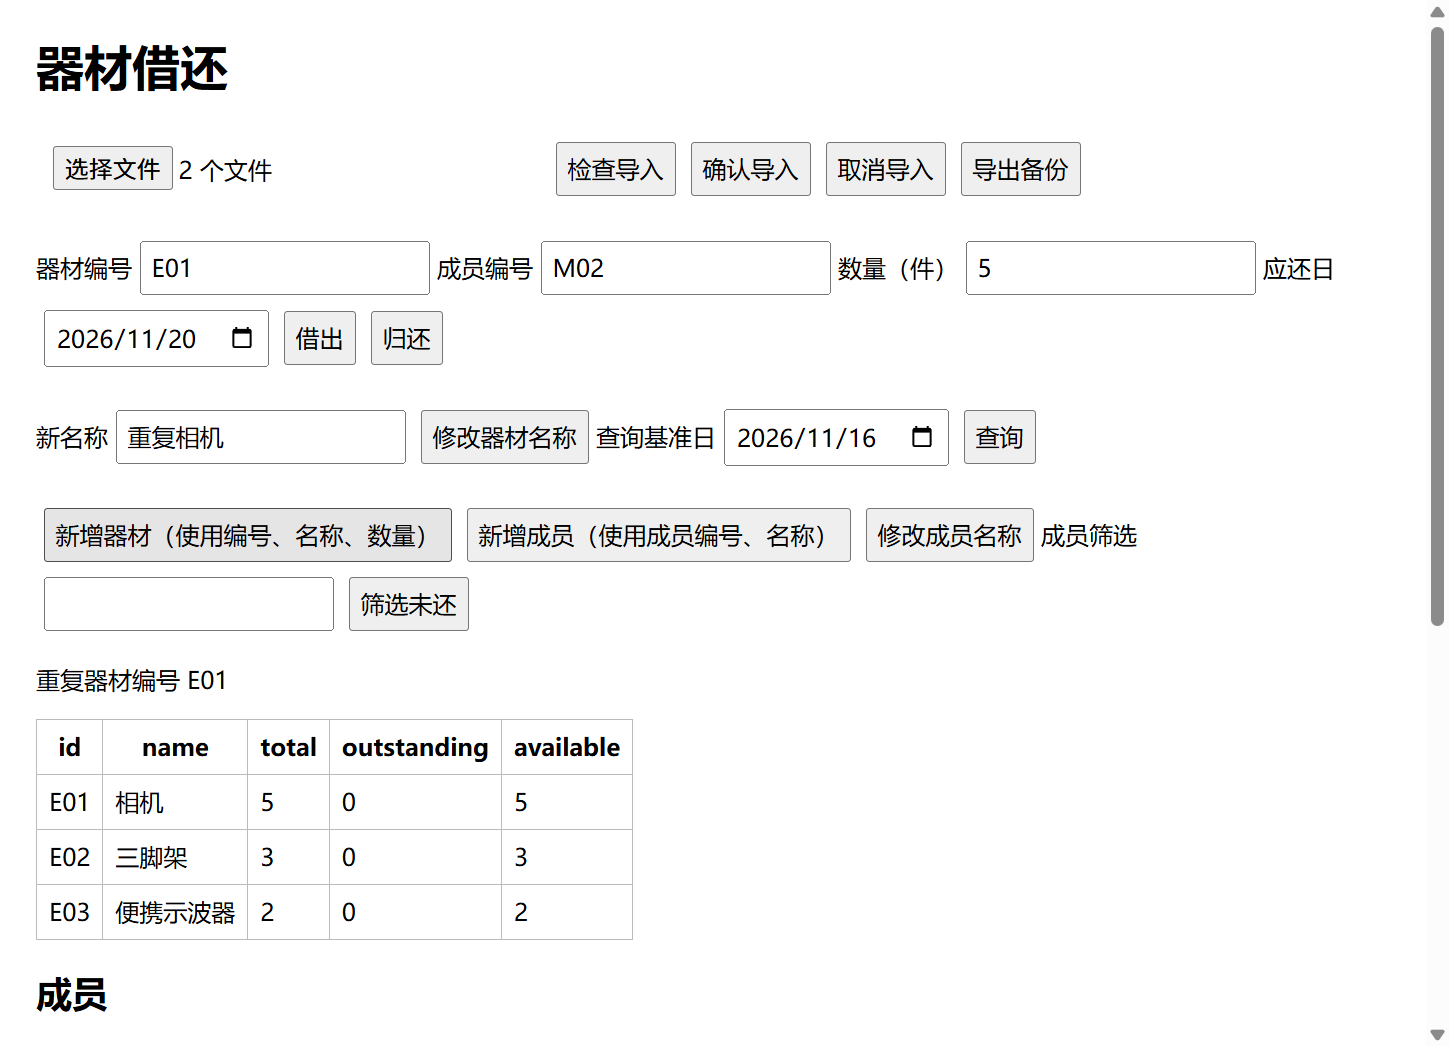 器材借还
选择文件 2 个文件 检查导入 确认导入 取消导入 导出备份
器材编号 E01 成员编号 M02 数量（件） 5 应还日
2026/11/20 借出 归还
新名称 重复相机 修改器材名称 查询基准日 2026/11/16 查询
新增器材（使用编号、名称、数量） 新增成员（使用成员编号、名称） 修改成员名称 成员筛选
筛选未还
重复器材编号 E01
id name total outstanding available
E01 相机 5 0 5
E02 三脚架 3 0 3
E03 便携示波器 2 0 2
成员